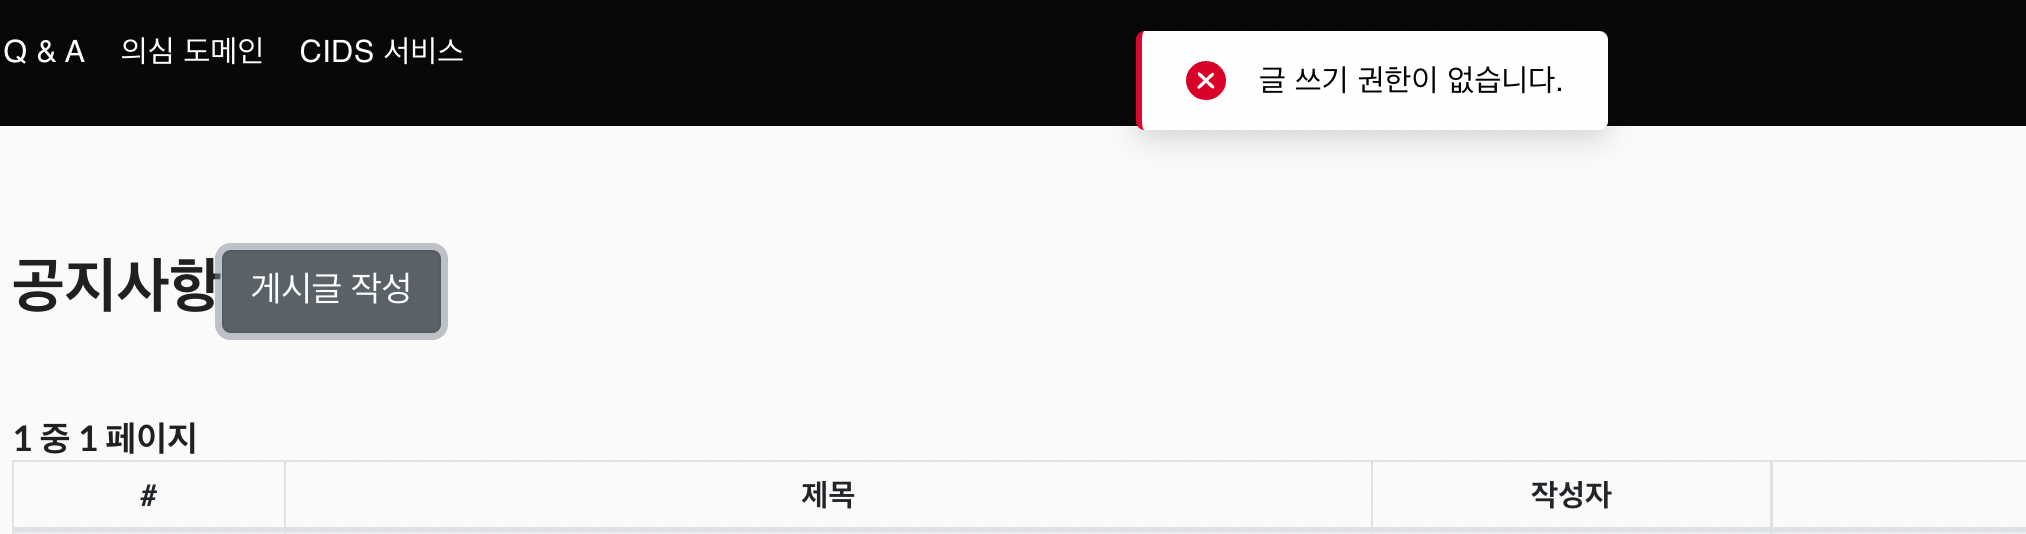 Q & A 의심 도메인 CIDS 서비스
글 쓰기 권한이 없습니다.
공지사항 게시글 작성
1 중 1 페이지
# 제목 작성자